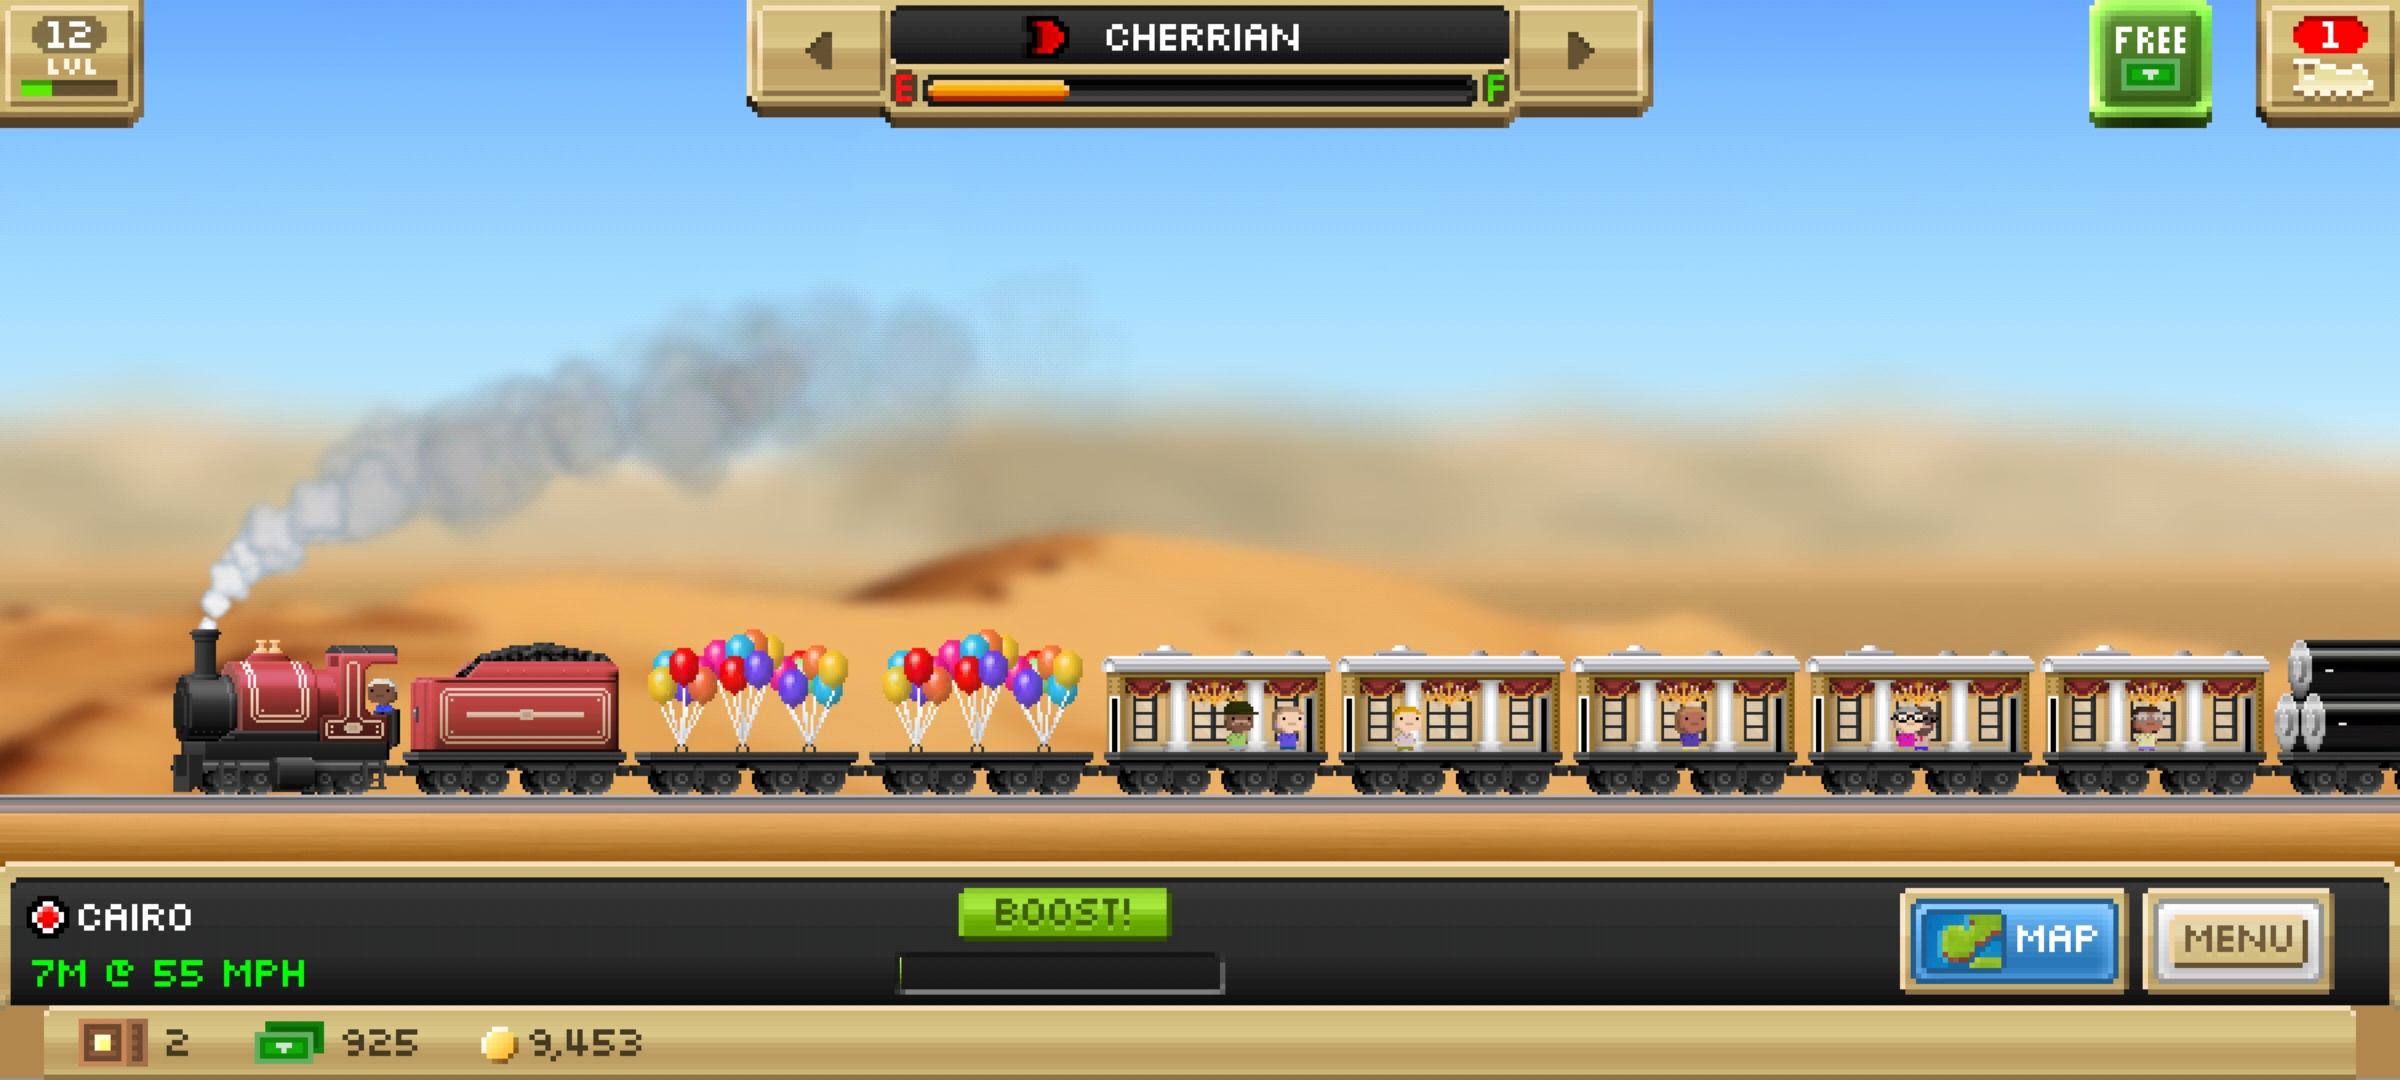 12
LVL
CHERRIAN
E F
FREE
1
CAIRO
7M @ 55 MPH
BOOST!
MAP
MENU
2
925
9,453